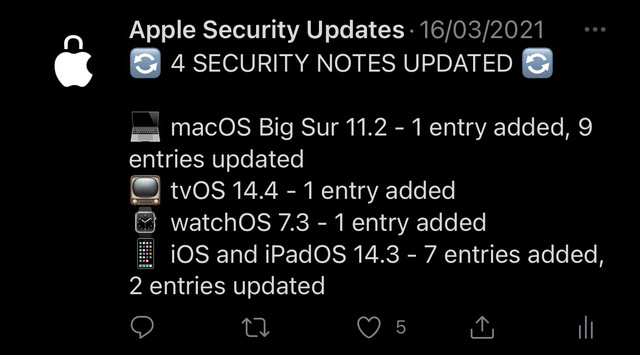 Apple Security Updates · 16/03/2021 ...
🔄 4 SECURITY NOTES UPDATED 🔄
💻 macOS Big Sur 11.2 - 1 entry added, 9
entries updated
📺 tvOS 14.4 - 1 entry added
⌚ watchOS 7.3 - 1 entry added
📱 iOS and iPadOS 14.3 - 7 entries added,
2 entries updated
5